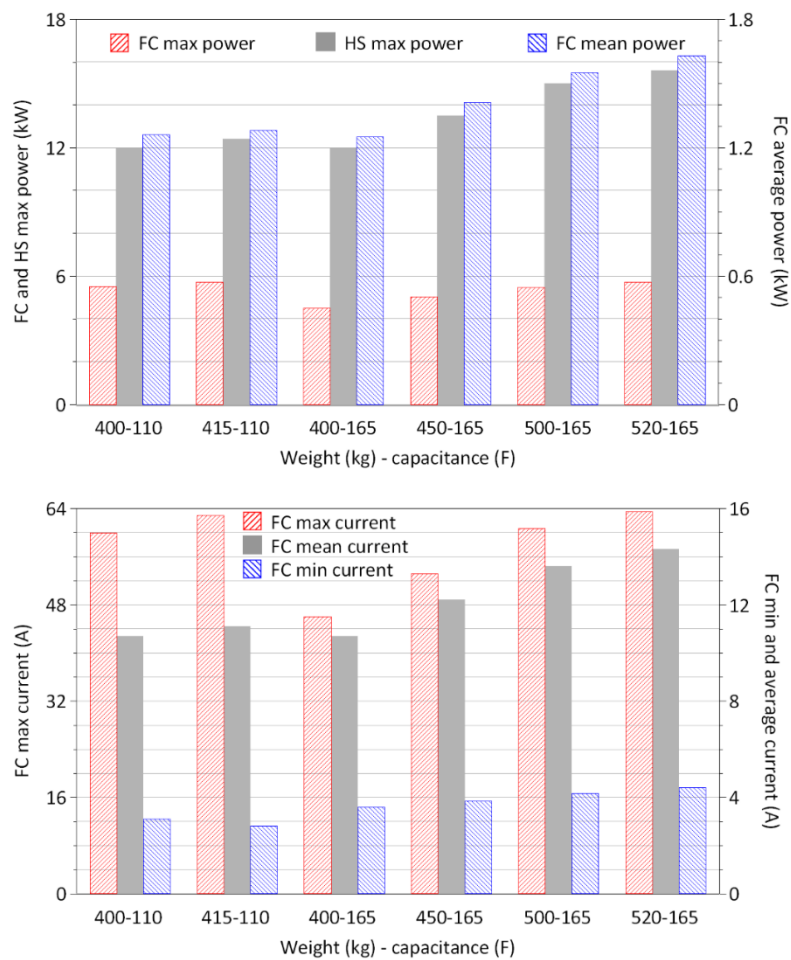 18
1.8
FC max power
HS max power
FC mean power
12
1.2
6
0.6
0
0
FC and HS max power (kW)
FC average power (kW)
400-110
415-110
400-165
450-165
500-165
520-165
Weight (kg) - capacitance (F)
64
16
FC max current
FC mean current
FC min current
48
12
32
8
16
4
0
0
FC max current (A)
FC min and average current (A)
400-110
415-110
400-165
450-165
500-165
520-165
Weight (kg) - capacitance (F)